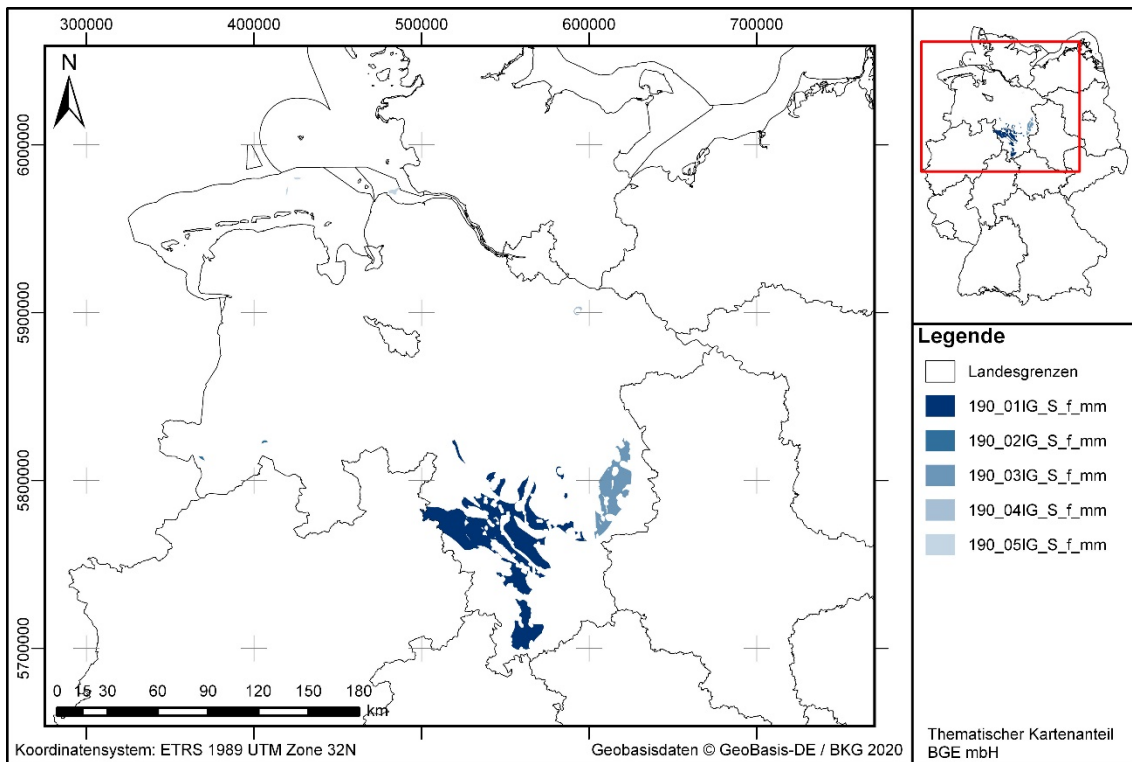 300000 400000 500000 600000 700000
N
6000000
5900000
5800000
5700000
0 15 30 60 90 120 150 180
km
Koordinatensystem: ETRS 1989 UTM Zone 32N
Geobasisdaten © GeoBasis-DE / BKG 2020
Legende
Landesgrenzen
190_01IG_S_f_mm
190_02IG_S_f_mm
190_03IG_S_f_mm
190_04IG_S_f_mm
190_05IG_S_f_mm
Thematischer Kartenanteil
BGE mbH